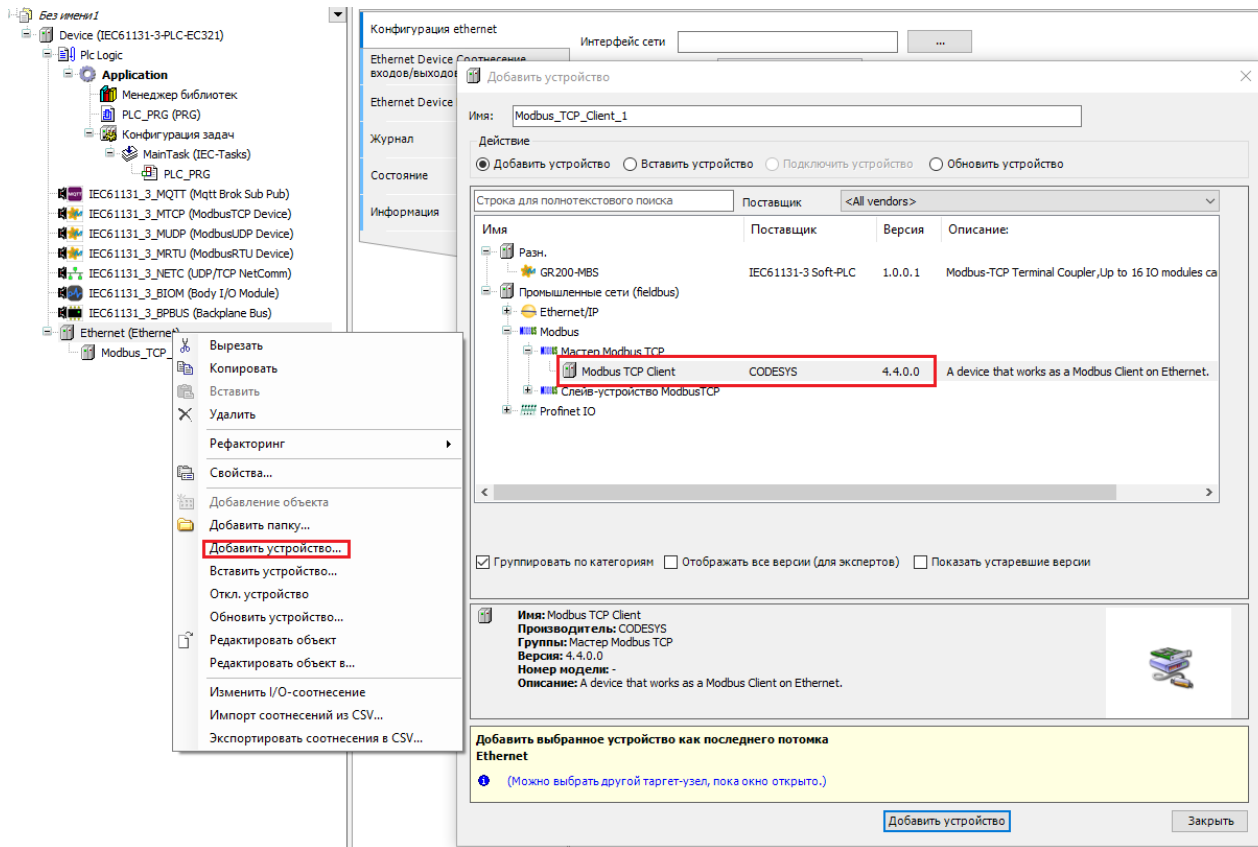 Без имени1
Device (IEC61131-3-PLC-EC321)
Plc Logic
Application
Менеджер библиотек
PLC_PRG (PRG)
Конфигурация задач
MainTask (IEC-Tasks)
PLC_PRG
IEC61131_3_MQTT (Mqtt Brok Sub Pub)
IEC61131_3_MTCP (ModbusTCP Device)
IEC61131_3_MUDP (ModbusUDP Device)
IEC61131_3_MRTU (ModbusRTU Device)
IEC61131_3_NETC (UDP/TCP NetComm)
IEC61131_3_BIOM (Body I/O Module)
IEC61131_3_BPBUS (Backplane Bus)
Ethernet (Ethernet)
Modbus_TCP_
Вырезать
Копировать
Вставить
Удалить
Рефакторинг
Свойства...
Добавление объекта
Добавить папку...
Добавить устройство...
Вставить устройство...
Откл. устройство
Обновить устройство...
Редактировать объект
Редактировать объект в...
Изменить I/O-соотнесение
Импорт соотнесений из CSV...
Экспортировать соотнесения в CSV...
Конфигурация ethernet
Ethernet Device Соотнесение
входов/выходов
Ethernet Device
Журнал
Состояние
Информация
Интерфейс сети ...
Добавить устройство
Имя: Modbus_TCP_Client_1
Действие
Добавить устройство Вставить устройство Подключить устройство Обновить устройство
Строка для полнотекстового поиска Поставщик <All vendors>
Имя Поставщик Версия Описание:
Разн.
GR200-MBS IEC61131-3 Soft-PLC 1.0.0.1 Modbus-TCP Terminal Coupler,Up to 16 IO modules ca
Промышленные сети (fieldbus)
Ethernet/IP
Modbus
Мастер Modbus TCP
Modbus TCP Client CODESYS 4.4.0.0 A device that works as a Modbus Client on Ethernet.
Слейв-устройство ModbusTCP
Profinet IO
Группировать по категориям Отображать все версии (для экспертов) Показать устаревшие версии
Имя: Modbus TCP Client
Производитель: CODESYS
Группы: Мастер Modbus TCP
Версия: 4.4.0.0
Номер модели: -
Описание: A device that works as a Modbus Client on Ethernet.
Добавить выбранное устройство как последнего потомка
Ethernet
(Можно выбрать другой таргет-узел, пока окно открыто.)
Добавить устройство Закрыть